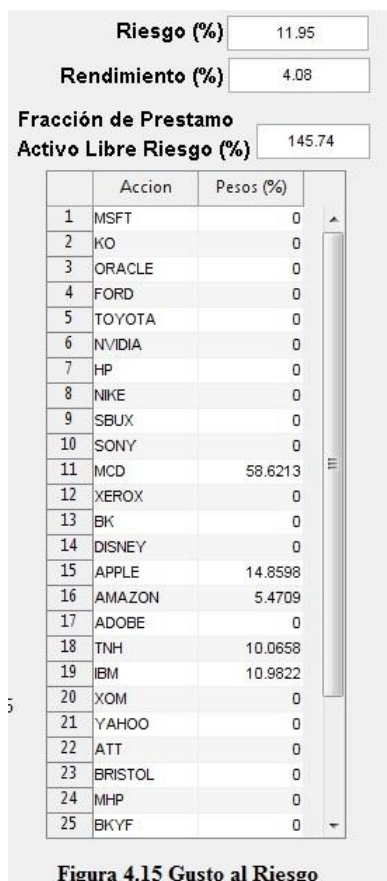 Riesgo (%) 11.95
Rendimiento (%) 4.08
Fracción de Prestamo
Activo Libre Riesgo (%) 145.74
Accion Pesos (%)
1 MSFT 0
2 KO 0
3 ORACLE 0
4 FORD 0
5 TOYOTA 0
6 NVIDIA 0
7 HP 0
8 NIKE 0
9 SBUX 0
10 SONY 0
11 MCD 58.6213
12 XEROX 0
13 BK 0
14 DISNEY 0
15 APPLE 14.8598
16 AMAZON 5.4709
17 ADOBE 0
18 TNH 10.0658
19 IBM 10.9822
20 XOM 0
21 YAHOO 0
22 ATT 0
23 BRISTOL 0
24 MHP 0
25 BKYF 0
Figura 4.15 Gusto al Riesgo